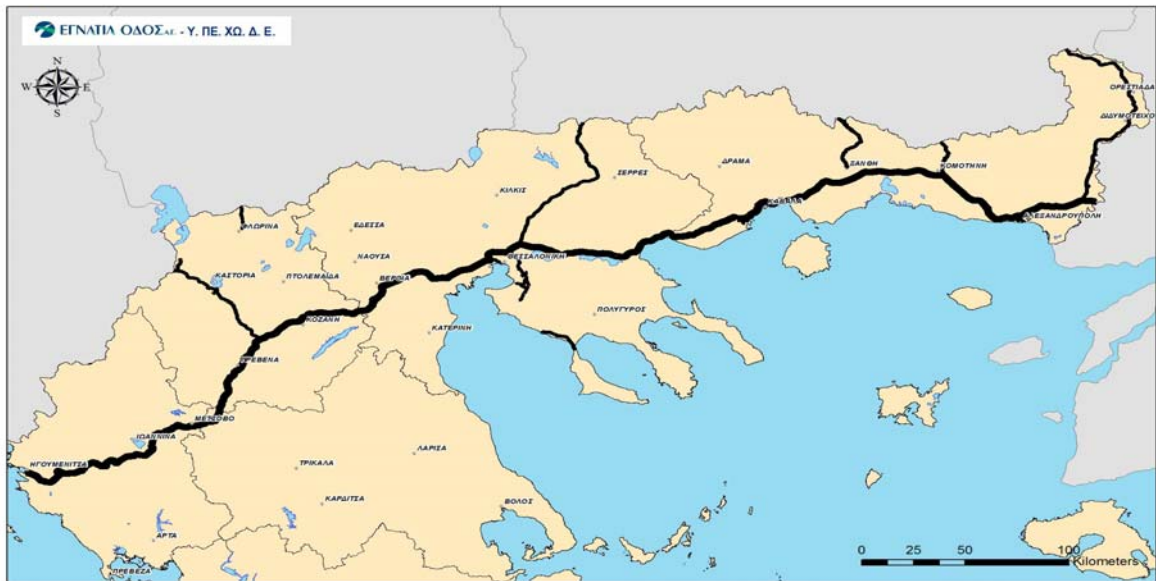 ΕΓΝΑΤΙΑ ΟΔΟΣ Α.Ε. - Υ. ΠΕ. ΧΩ. Δ. Ε.
N
W E
S
ΟΡΕΣΤΙΑΔΑ
ΔΙΔΥΜΟΤΕΙΧΟ
ΞΑΝΘΗ
ΚΟΜΟΤΗΝΗ
ΔΡΑΜΑ
ΣΕΡΡΕΣ
ΚΙΛΚΙΣ
ΚΑΒΑΛΑ
ΑΛΕΞΑΝΔΡΟΥΠΟΛΗ
ΦΛΩΡΙΝΑ
ΕΔΕΣΣΑ
ΝΑΟΥΣΑ
ΘΕΣΣΑΛΟΝΙΚΗ
ΚΑΣΤΟΡΙΑ
ΠΤΟΛΕΜΑΪΔΑ
ΒΕΡΟΙΑ
ΠΟΛΥΓΥΡΟΣ
ΚΟΖΑΝΗ
ΚΑΤΕΡΙΝΗ
ΓΡΕΒΕΝΑ
ΜΕΤΣΟΒΟ
ΙΩΑΝΝΙΝΑ
ΗΓΟΥΜΕΝΙΤΣΑ
ΛΑΡΙΣΑ
ΤΡΙΚΑΛΑ
ΚΑΡΔΙΤΣΑ
ΒΟΛΟΣ
ΑΡΤΑ
ΠΡΕΒΕΖΑ
0 25 50 100
Kilometers